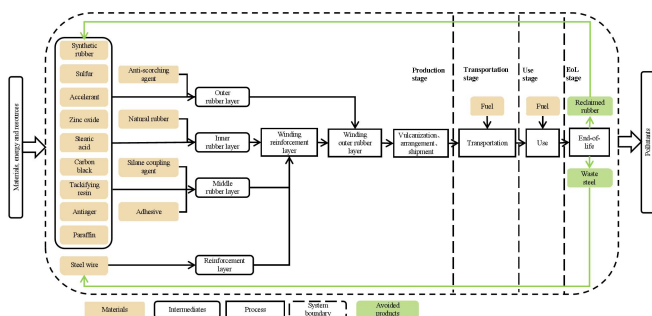 Materials, energy and resources
Synthetic
rubber
Sulfur
Accelerant
Zinc oxide
Stearic
acid
Carbon
black
Tackifying
resin
Antiager
Paraffin
Steel wire
Anti-scorching
agent
Natural rubber
Silane coupling
agent
Adhesive
Outer
rubber layer
Inner
rubber layer
Middle
rubber layer
Reinforcement
layer
Winding
reinforcement
layer
Winding
outer rubber
layer
Production
stage
Vulcanization,
arrangement,
shipment
Transportation
stage
Fuel
Transportation
Use
stage
Fuel
Use
EoL
stage
Reclaimed
rubber
End-of-
life
Waste
steel
Pollutants
Materials
Intermediates
Process
System
boundary
Avoided
products